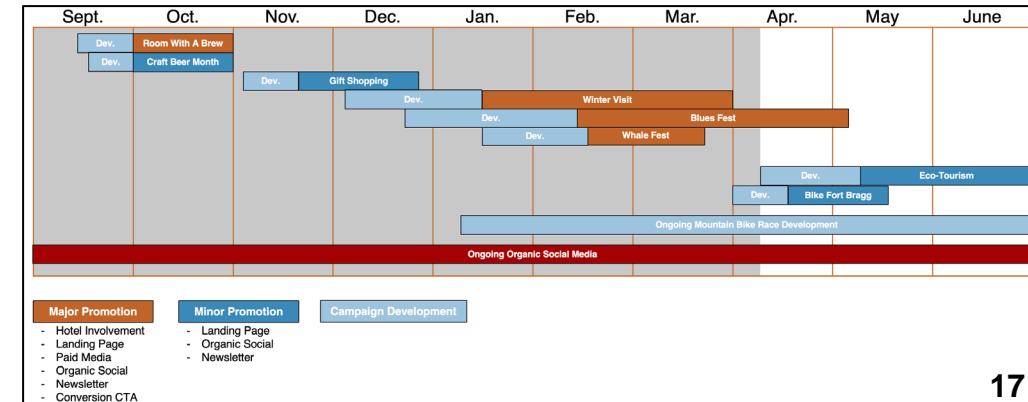 Sept. Oct. Nov. Dec. Jan. Feb. Mar. Apr. May June
Dev. Room With A Brew
Dev. Craft Beer Month
Dev. Gift Shopping
Dev. Winter Visit
Dev. Blues Fest
Dev. Whale Fest
Dev. Eco-Tourism
Dev. Bike Fort Bragg
Ongoing Mountain Bike Race Development
Ongoing Organic Social Media
Major Promotion
- Hotel Involvement
- Landing Page
- Paid Media
- Organic Social
- Newsletter
- Conversion CTA
Minor Promotion
- Landing Page
- Organic Social
- Newsletter
Campaign Development
17